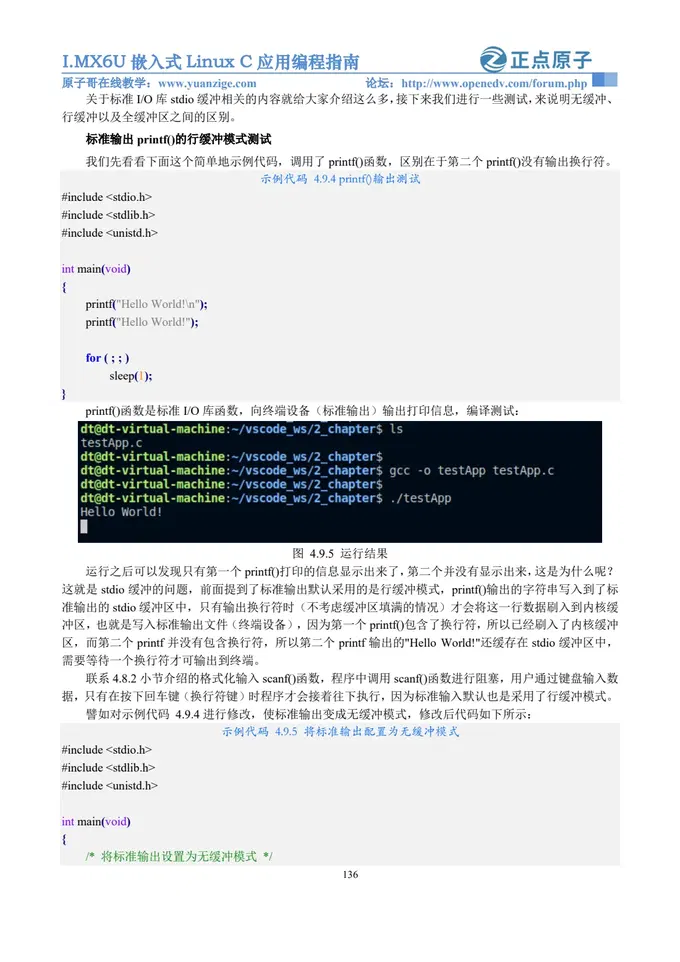 I.MX6U 嵌入式 Linux C 应用编程指南
正点原子
原子哥在线教学：www.yuanzige.com 论坛：http://www.openedv.com/forum.php
关于标准 I/O 库 stdio 缓冲相关的内容就给大家介绍这么多，接下来我们进行一些测试，来说明无缓冲、
行缓冲以及全缓冲区之间的区别。
标准输出 printf()的行缓冲模式测试
我们先看看下面这个简单地示例代码，调用了 printf()函数，区别在于第二个 printf()没有输出换行符。
示例代码 4.9.4 printf()输出测试
#include <stdio.h>
#include <stdlib.h>
#include <unistd.h>
int main(void)
{
printf("Hello World!\n");
printf("Hello World!");
for ( ; ; )
sleep(1);
}
printf()函数是标准 I/O 库函数，向终端设备（标准输出）输出打印信息，编译测试：
dt@dt-virtual-machine:~/vscode_ws/2_chapter$ ls
testApp.c
dt@dt-virtual-machine:~/vscode_ws/2_chapter$
dt@dt-virtual-machine:~/vscode_ws/2_chapter$ gcc -o testApp testApp.c
dt@dt-virtual-machine:~/vscode_ws/2_chapter$
dt@dt-virtual-machine:~/vscode_ws/2_chapter$ ./testApp
Hello World!
图 4.9.5 运行结果
运行之后可以发现只有第一个 printf()打印的信息显示出来了，第二个并没有显示出来，这是为什么呢？
这就是 stdio 缓冲的问题，前面提到了标准输出默认采用的是行缓冲模式，printf()输出的字符串写入到了标
准输出的 stdio 缓冲区中，只有输出换行符时（不考虑缓冲区填满的情况）才会将这一行数据刷入到内核缓
冲区，也就是写入标准输出文件（终端设备），因为第一个 printf()包含了换行符，所以已经刷入了内核缓冲
区，而第二个 printf 并没有包含换行符，所以第二个 printf 输出的"Hello World!"还缓存在 stdio 缓冲区中，
需要等待一个换行符才可输出到终端。
联系 4.8.2 小节介绍的格式化输入 scanf()函数，程序中调用 scanf()函数进行阻塞，用户通过键盘输入数
据，只有在按下回车键（换行符键）时程序才会接着往下执行，因为标准输入默认也是采用了行缓冲模式。
譬如对示例代码 4.9.4 进行修改，使标准输出变成无缓冲模式，修改后代码如下所示：
示例代码 4.9.5 将标准输出配置为无缓冲模式
#include <stdio.h>
#include <stdlib.h>
#include <unistd.h>
int main(void)
{
/* 将标准输出设置为无缓冲模式 */
136